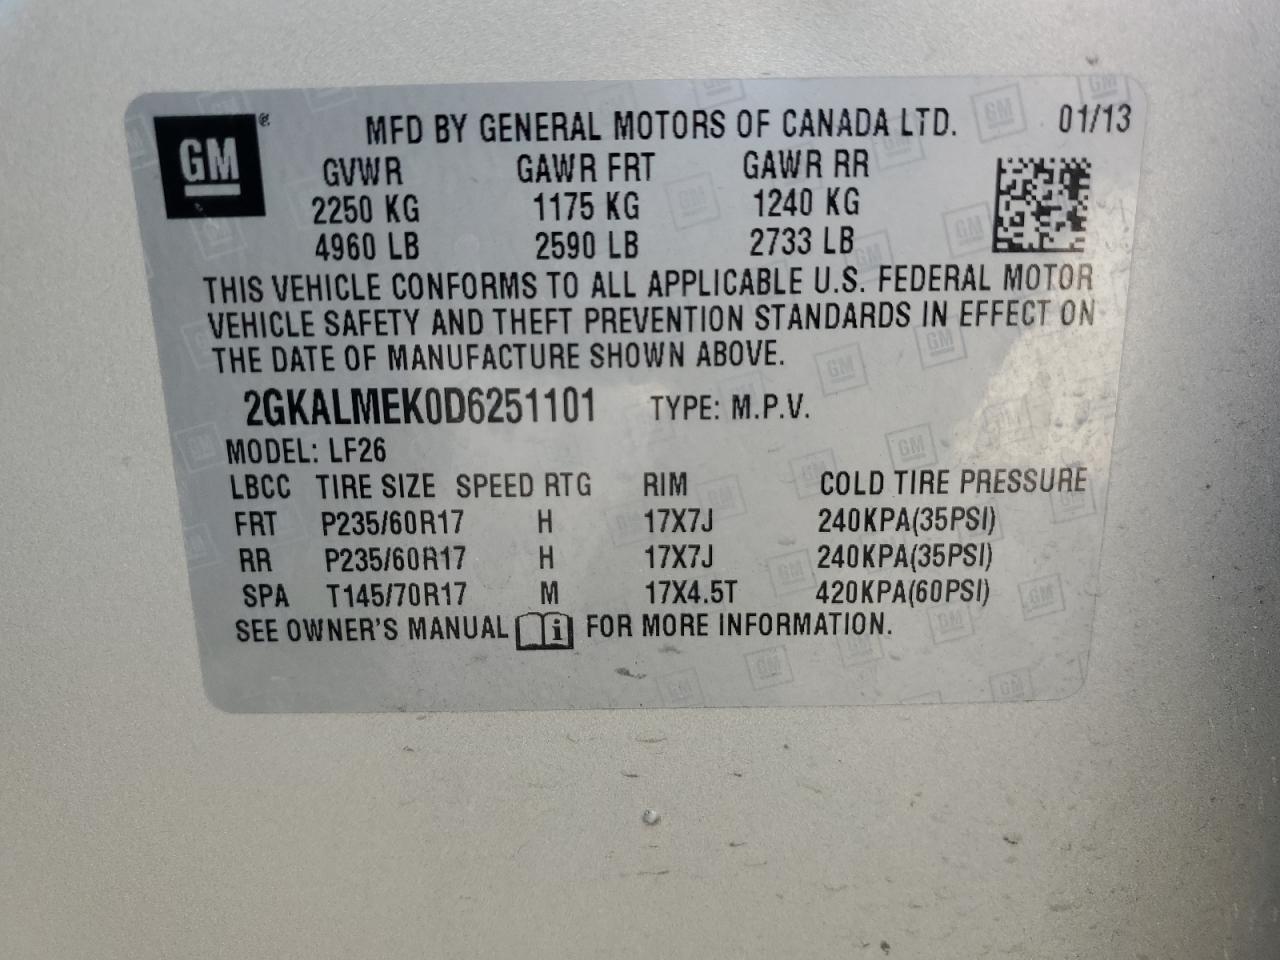 GM®
MFD BY GENERAL MOTORS OF CANADA LTD. 01/13
GVWR GAWR FRT GAWR RR
2250 KG 1175 KG 1240 KG
4960 LB 2590 LB 2733 LB
THIS VEHICLE CONFORMS TO ALL APPLICABLE U.S. FEDERAL MOTOR
VEHICLE SAFETY AND THEFT PREVENTION STANDARDS IN EFFECT ON
THE DATE OF MANUFACTURE SHOWN ABOVE.
2GKALMEK0D6251101 TYPE: M.P.V.
MODEL: LF26
LBCC TIRE SIZE SPEED RTG RIM COLD TIRE PRESSURE
FRT P235/60R17 H 17X7J 240KPA(35PSI)
RR P235/60R17 H 17X7J 240KPA(35PSI)
SPA T145/70R17 M 17X4.5T 420KPA(60PSI)
SEE OWNER'S MANUAL i FOR MORE INFORMATION.